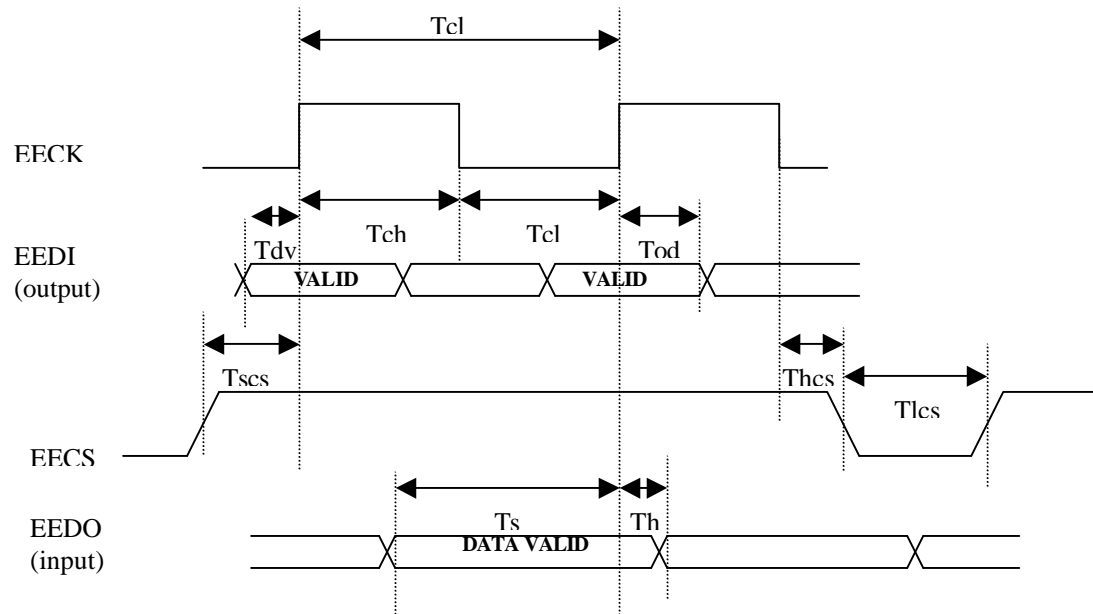 Tcl
EECK
Tch
Tcl
EEDI
(output)
Tdv
Tod
VALID
VALID
Tscs
Thcs
Tlcs
EECS
EEDO
(input)
Ts
Th
DATA VALID